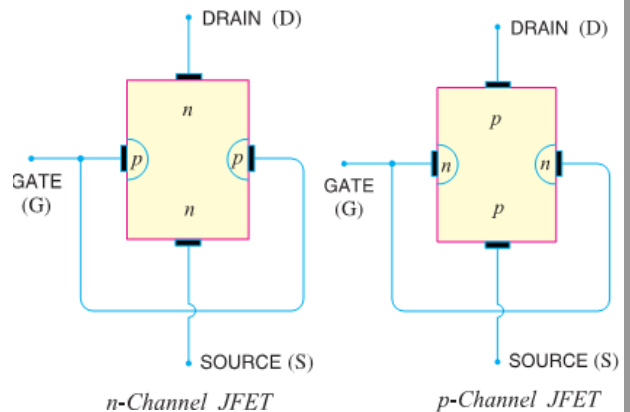 DRAIN (D)
n
p
p
GATE
(G)
n
SOURCE (S)
n-Channel JFET
DRAIN (D)
p
n
n
GATE
(G)
p
SOURCE (S)
p-Channel JFET